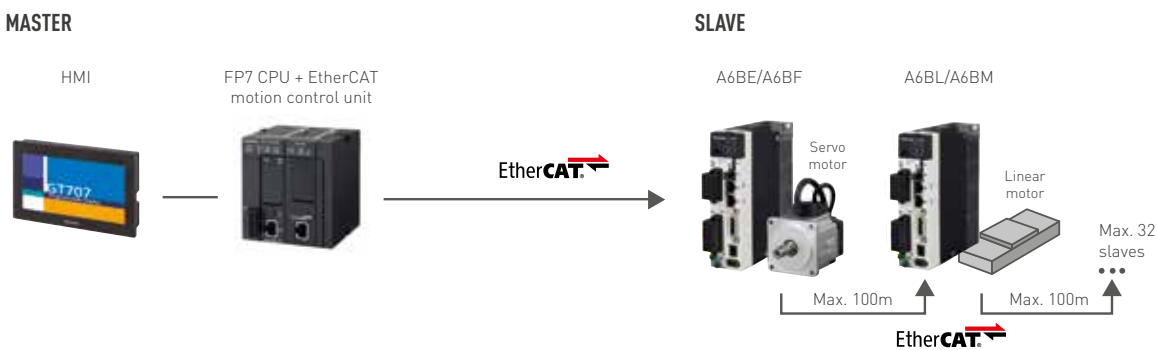 MASTER
SLAVE
HMI
FP7 CPU + EtherCAT
motion control unit
A6BE/A6BF
A6BL/A6BM
GT707
EtherCAT
Servo
motor
Linear
motor
Max. 32
slaves
Max. 100m
Max. 100m
EtherCAT